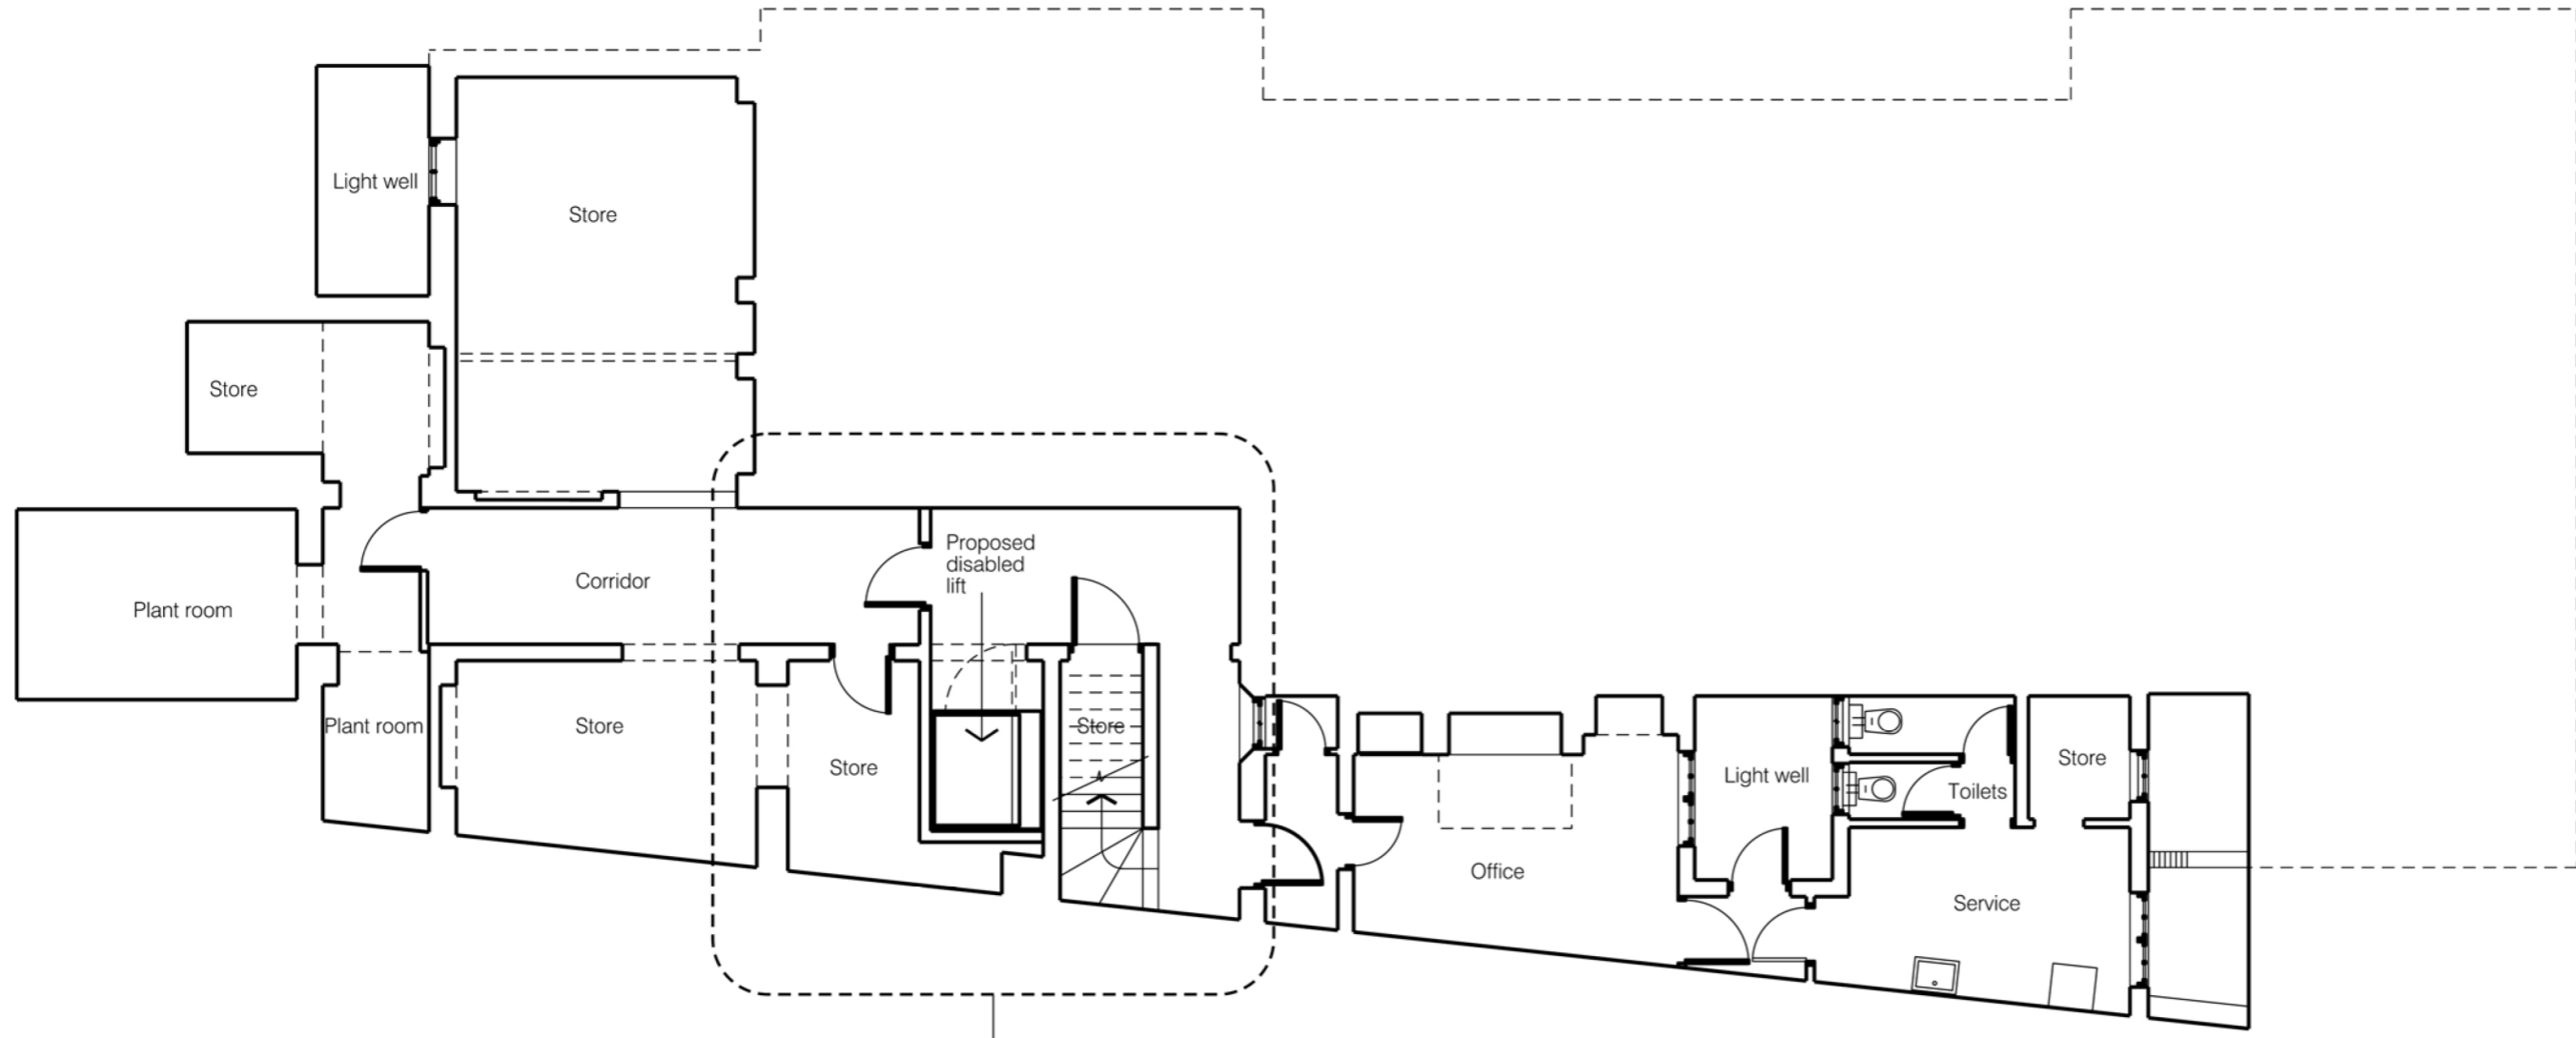 Light well
Store
Store
Proposed
disabled
lift
Corridor
Plant room
Plant room
Store
Store
Store
Office
Light well
Toilets
Store
Service